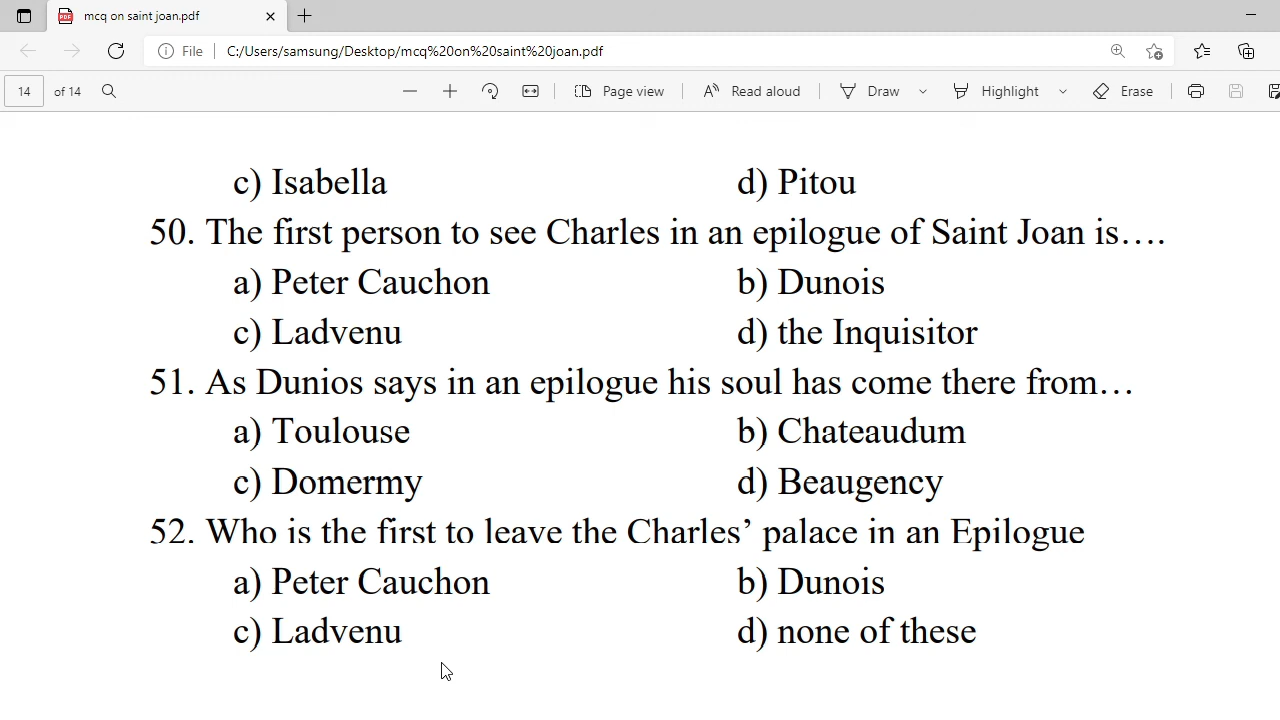 mcq on saint joan.pdf
File C:/Users/samsung/Desktop/mcq%20on%20saint%20joan.pdf
14 of 14 Page view Read aloud Draw Highlight Erase
c) Isabella d) Pitou
50. The first person to see Charles in an epilogue of Saint Joan is….
a) Peter Cauchon b) Dunois
c) Ladvenu d) the Inquisitor
51. As Dunios says in an epilogue his soul has come there from…
a) Toulouse b) Chateaudum
c) Domermy d) Beaugency
52. Who is the first to leave the Charles’ palace in an Epilogue
a) Peter Cauchon b) Dunois
c) Ladvenu d) none of these